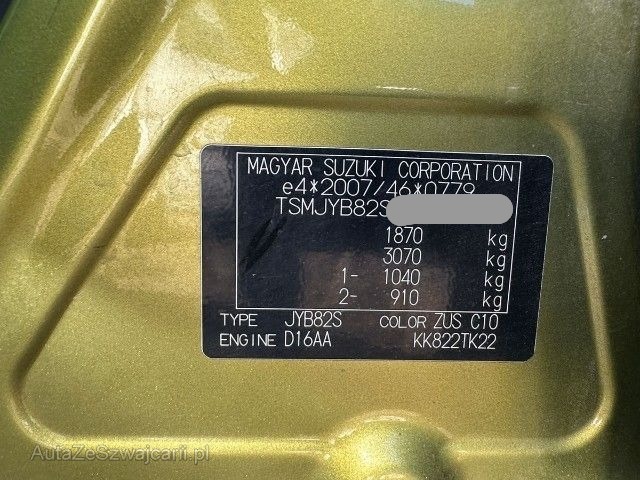 MAGYAR SUZUKI CORPORATION
e4*2007/46*0779
TSMJYB82S
1870 kg
3070 kg
1- 1040 kg
2- 910 kg
TYPE JYB82S COLOR ZUS C10
ENGINE D16AA KK822TK22
AutaZeSzwajcarii.pl